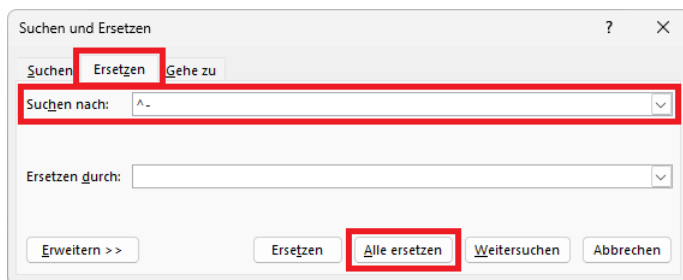 Suchen und Ersetzen ?
Suchen Ersetzen Gehe zu
Suchen nach: ^-
Ersetzen durch:
Erweitern >> Ersetzen Alle ersetzen Weitersuchen Abbrechen